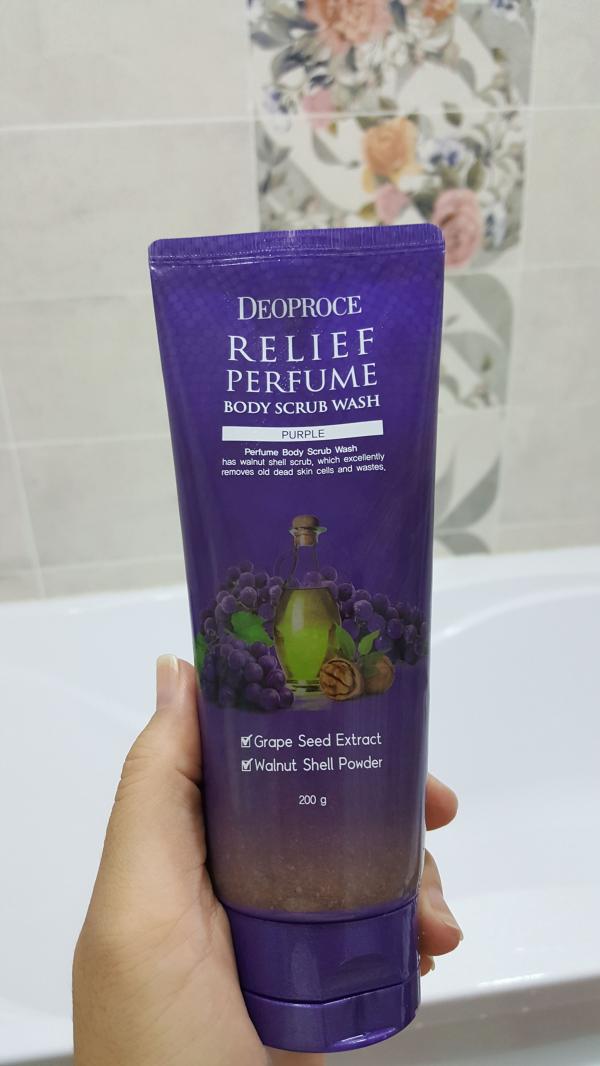 DEOPROCE
RELIEF
PERFUME
BODY SCRUB WASH
PURPLE
Perfume Body Scrub Wash
has walnut shell scrub, which excellently
removes old dead skin cells and wastes.
Grape Seed Extract
Walnut Shell Powder
200 g